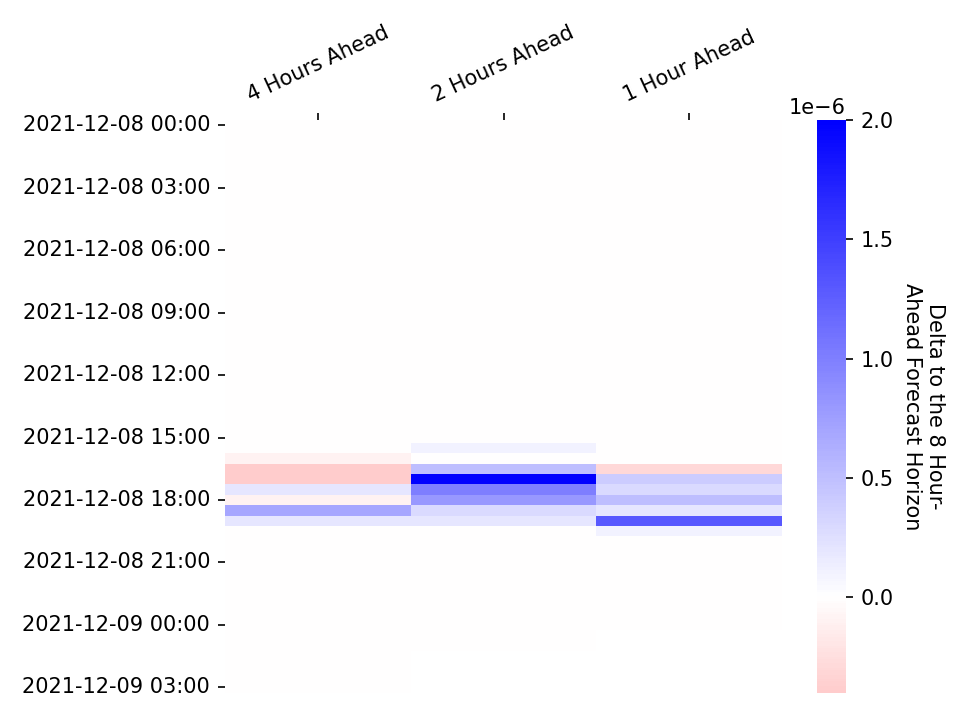 4 Hours Ahead
2 Hours Ahead
1 Hour Ahead
1e−6
2021-12-08 00:00
2021-12-08 03:00
2021-12-08 06:00
2021-12-08 09:00
2021-12-08 12:00
2021-12-08 15:00
2021-12-08 18:00
2021-12-08 21:00
2021-12-09 00:00
2021-12-09 03:00
2.0
1.5
1.0
0.5
0.0
Delta to the 8 Hour-
Ahead Forecast Horizon